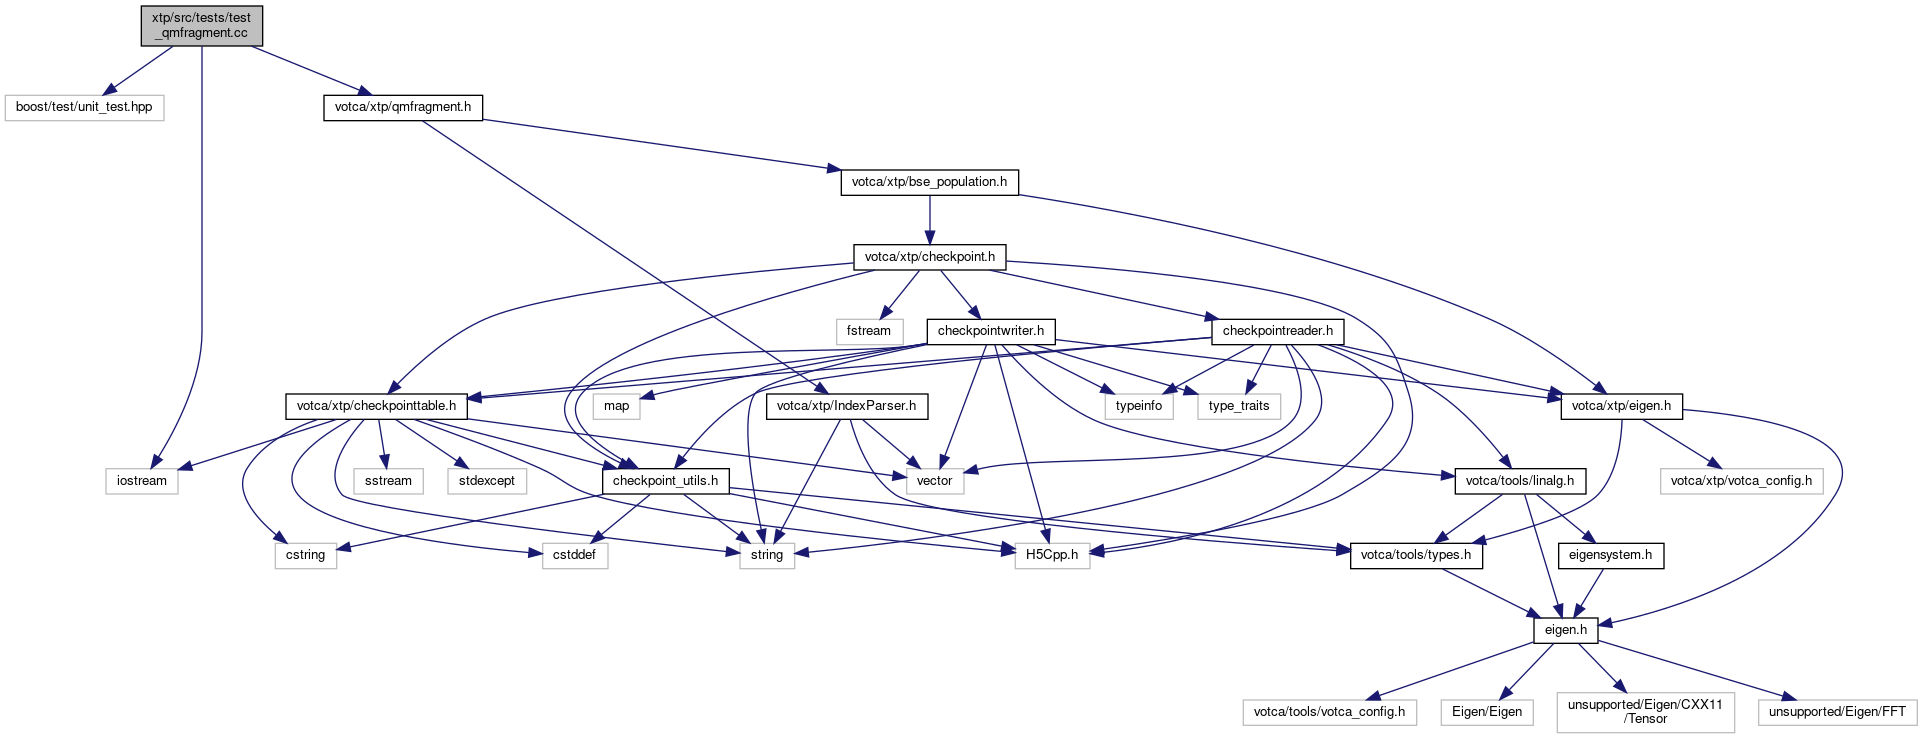 xtp/src/tests/test
_qmfragment.cc
boost/test/unit_test.hpp
votca/xtp/qmfragment.h
votca/xtp/bse_population.h
votca/xtp/checkpoint.h
fstream
checkpointwriter.h
checkpointreader.h
votca/xtp/checkpointtable.h
map
votca/xtp/IndexParser.h
typeinfo
type_traits
votca/xtp/eigen.h
iostream
sstream
stdexcept
checkpoint_utils.h
vector
votca/tools/linalg.h
votca/xtp/votca_config.h
cstring
cstddef
string
H5Cpp.h
votca/tools/types.h
eigensystem.h
eigen.h
votca/tools/votca_config.h
Eigen/Eigen
unsupported/Eigen/CXX11
/Tensor
unsupported/Eigen/FFT